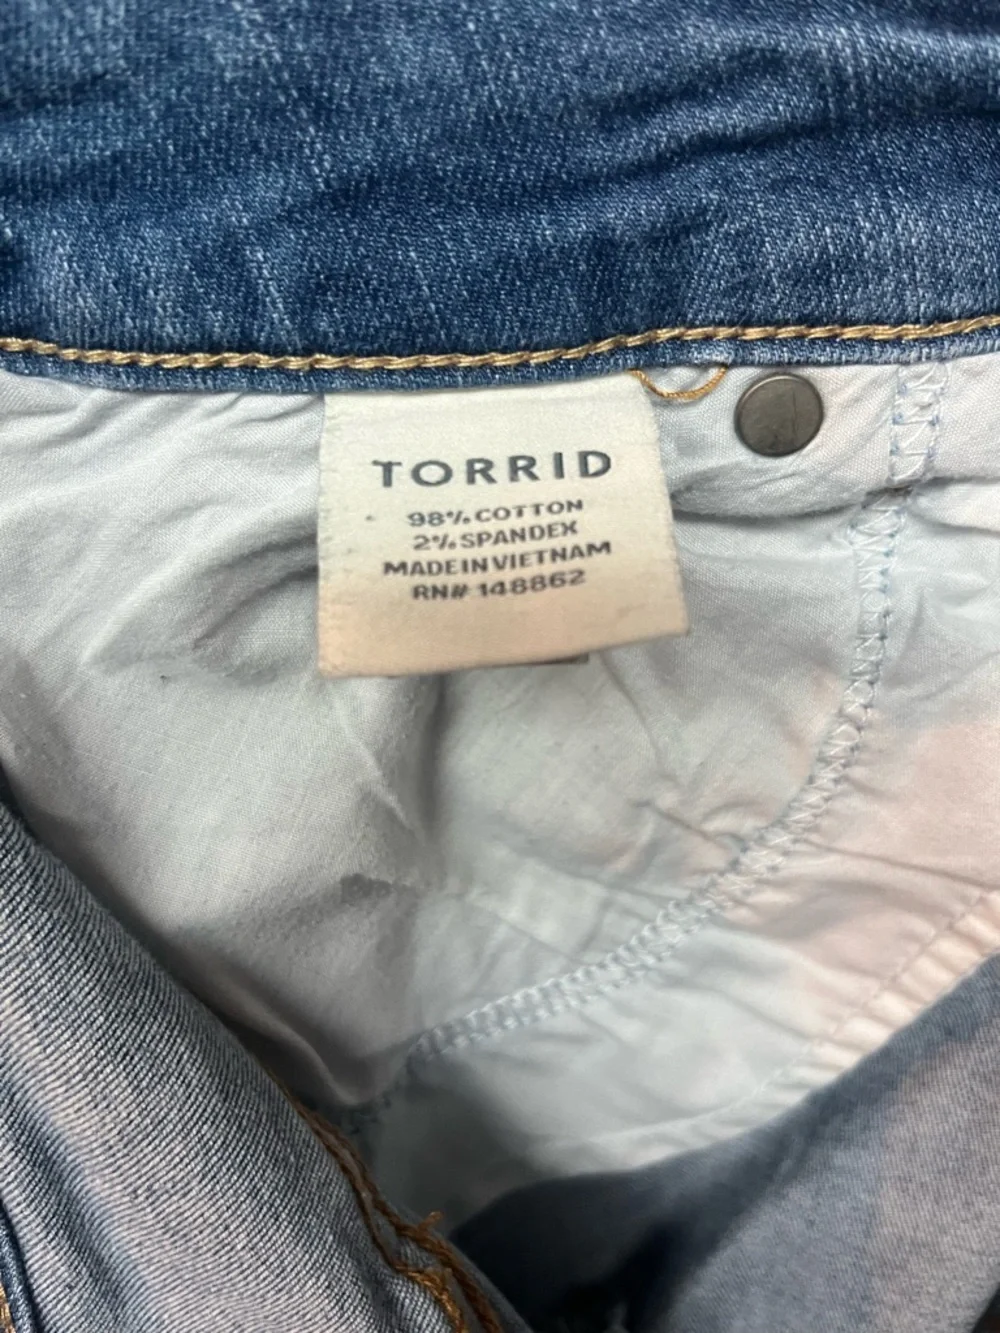 TORRID
98% COTTON
2% SPANDEX
MADE IN VIETNAM
RN# 148862